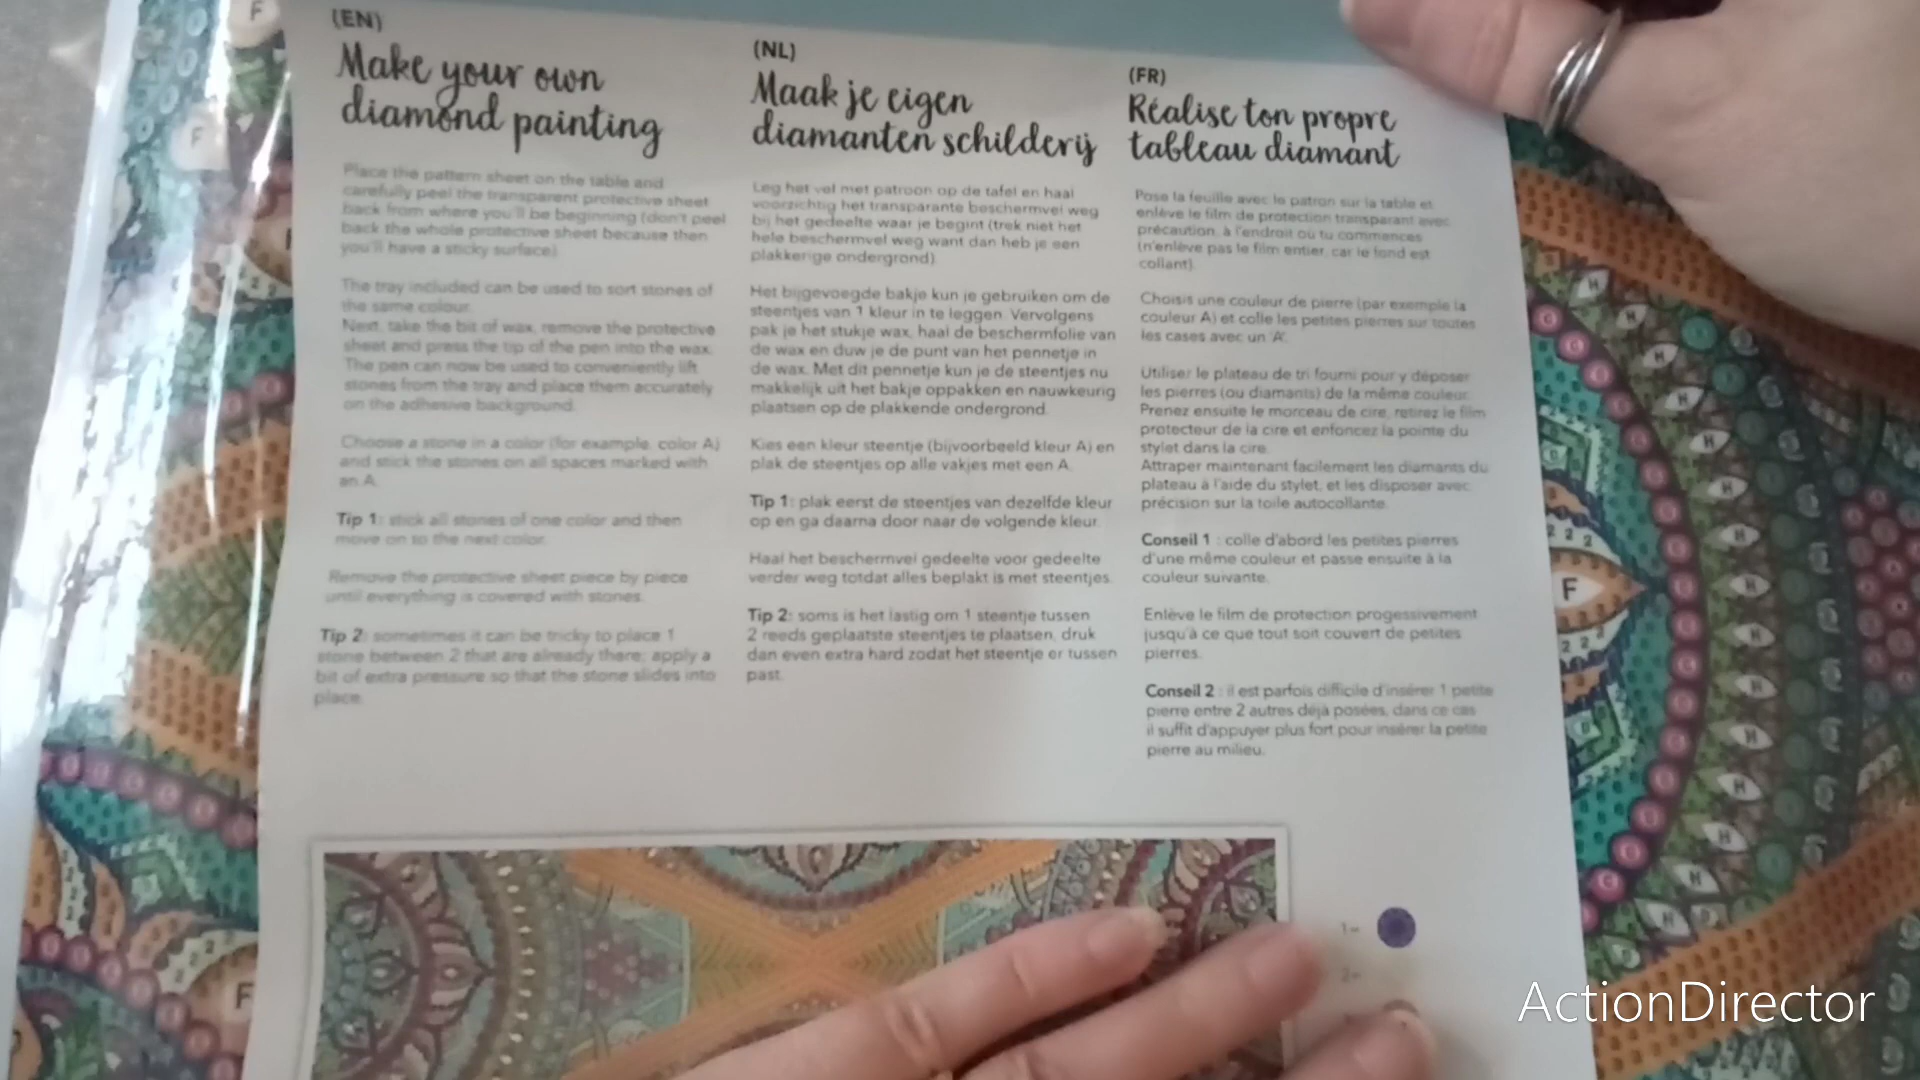 (EN)
Make your own
diamond painting
Place the pattern sheet on the table and
carefully peel the transparent protective sheet
back from where you'll be beginning (don't peel
back the whole protective sheet because then
you'll have a sticky surface).
The tray included can be used to sort stones of
the same colour.
Next, take the bit of wax, remove the protective
sheet and press the tip of the pen into the wax.
The pen can now be used to conveniently lift
stones from the tray and place them accurately
on the adhesive background.
Choose a stone in a color (for example, color A)
and stick the stones on all spaces marked with
an A.
Tip 1: stick all stones of one color and then
move on to the next color.
Remove the protective sheet piece by piece
until everything is covered with stones.
Tip 2: sometimes it can be tricky to place 1
stone between 2 that are already there; apply a
bit of extra pressure so that the stone slides into
place.
(NL)
Maak je eigen
diamanten schilderij
Leg het vel met patroon op de tafel en haal
voorzichtig het transparante beschermvel weg
bij het gedeelte waar je begint (trek niet het
hele beschermvel weg want dan heb je een
plakkerige ondergrond).
Het bijgevoegde bakje kun je gebruiken om de
steentjes van 1 kleur in te leggen. Vervolgens
pak je het stukje wax, haal de beschermfolie van
de wax en duw je de punt van het pennetje in
de wax. Met dit pennetje kun je de steentjes nu
makkelijk uit het bakje oppakken en nauwkeurig
plaatsen op de plakkende ondergrond.
Kies een kleur steentje (bijvoorbeeld kleur A) en
plak de steentjes op alle vakjes met een A.
Tip 1: plak eerst de steentjes van dezelfde kleur
op en ga daarna door naar de volgende kleur.
Haal het beschermvel gedeelte voor gedeelte
verder weg totdat alles beplakt is met steentjes.
Tip 2: soms is het lastig om 1 steentje tussen
2 reeds geplaatste steentjes te plaatsen, druk
dan even extra hard zodat het steentje er tussen
past.
(FR)
Réalise ton propre
tableau diamant
Pose la feuille avec le patron sur la table et
enlève le film de protection transparant avec
précaution, à l'endroit où tu commences
(n'enlève pas le film entier, car le fond est
collant).
Choisis une couleur de pierre (par exemple la
couleur A) et colle les petites pierres sur toutes
les cases avec un 'A'.
Utiliser le plateau de tri fourni pour y déposer
les pierres (ou diamants) de la même couleur.
Prenez ensuite le morceau de cire, retirez le film
protecteur de la cire et enfoncez la pointe du
stylet dans la cire.
Attraper maintenant facilement les diamants du
plateau à l'aide du stylet, et les disposer avec
précision sur la toile autocollante.
Conseil 1 : colle d'abord les petites pierres
d'une même couleur et passe ensuite à la
couleur suivante.
Enlève le film de protection progessivement
jusqu'à ce que tout soit couvert de petites
pierres.
Conseil 2 : il est parfois difficile d'insérer 1 petite
pierre entre 2 autres déjà posées, dans ce cas
il suffit d'appuyer plus fort pour insérer la petite
pierre au milieu.
1=
2=
F
F
F
F
ActionDirector